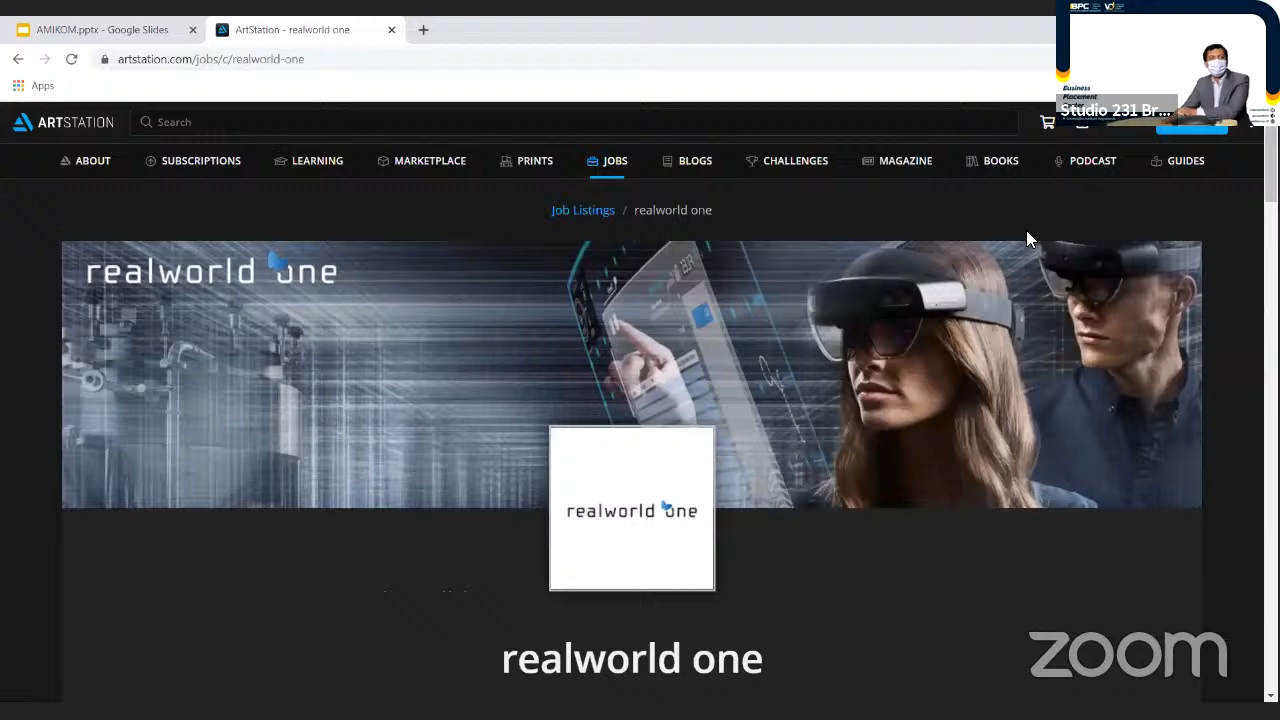 AMIKOM.pptx - Google Slides
ArtStation - realworld one
artstation.com/jobs/c/realworld-one
Apps
BPC
Business
Placement
Studio 231 Br...
ARTSTATION
Search
ABOUT
SUBSCRIPTIONS
LEARNING
MARKETPLACE
PRINTS
JOBS
BLOGS
CHALLENGES
MAGAZINE
BOOKS
PODCAST
GUIDES
Job Listings / realworld one
realworld one
realworld one
realworld one
zoom